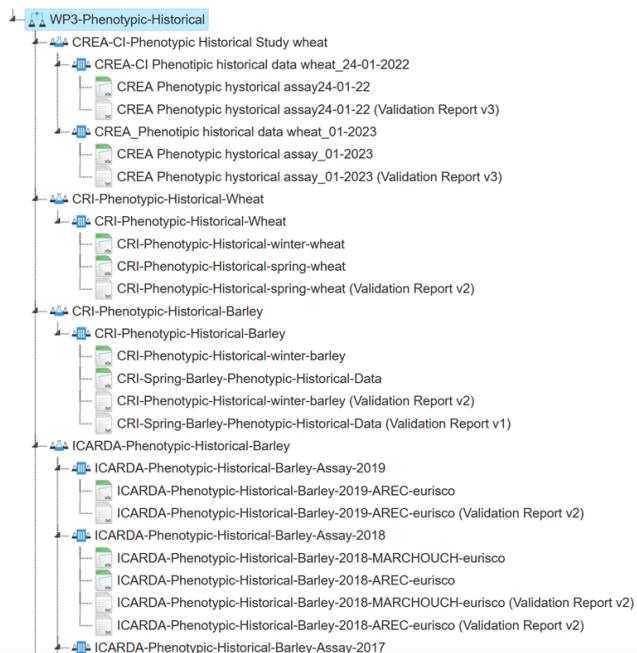 WP3-Phenotypic-Historical
CREA-CI-Phenotypic Historical Study wheat
CREA-CI Phenotipic historical data wheat_24-01-2022
CREA Phenotypic hystorical assay24-01-22
CREA Phenotypic hystorical assay24-01-22 (Validation Report v3)
CREA_Phenotipic historical data wheat_01-2023
CREA Phenotypic hystorical assay_01-2023
CREA Phenotypic hystorical assay_01-2023 (Validation Report v3)
CRI-Phenotypic-Historical-Wheat
CRI-Phenotypic-Historical-Wheat
CRI-Phenotypic-Historical-winter-wheat
CRI-Phenotypic-Historical-spring-wheat
CRI-Phenotypic-Historical-spring-wheat (Validation Report v2)
CRI-Phenotypic-Historical-Barley
CRI-Phenotypic-Historical-Barley
CRI-Phenotypic-Historical-winter-barley
CRI-Spring-Barley-Phenotypic-Historical-Data
CRI-Phenotypic-Historical-winter-barley (Validation Report v2)
CRI-Spring-Barley-Phenotypic-Historical-Data (Validation Report v1)
ICARDA-Phenotypic-Historical-Barley
ICARDA-Phenotypic-Historical-Barley-Assay-2019
ICARDA-Phenotypic-Historical-Barley-2019-AREC-eurisco
ICARDA-Phenotypic-Historical-Barley-2019-AREC-eurisco (Validation Report v2)
ICARDA-Phenotypic-Historical-Barley-Assay-2018
ICARDA-Phenotypic-Historical-Barley-2018-MARCHOUCH-eurisco
ICARDA-Phenotypic-Historical-Barley-2018-AREC-eurisco
ICARDA-Phenotypic-Historical-Barley-2018-MARCHOUCH-eurisco (Validation Report v2)
ICARDA-Phenotypic-Historical-Barley-2018-AREC-eurisco (Validation Report v2)
ICARDA-Phenotypic-Historical-Barley-Assay-2017